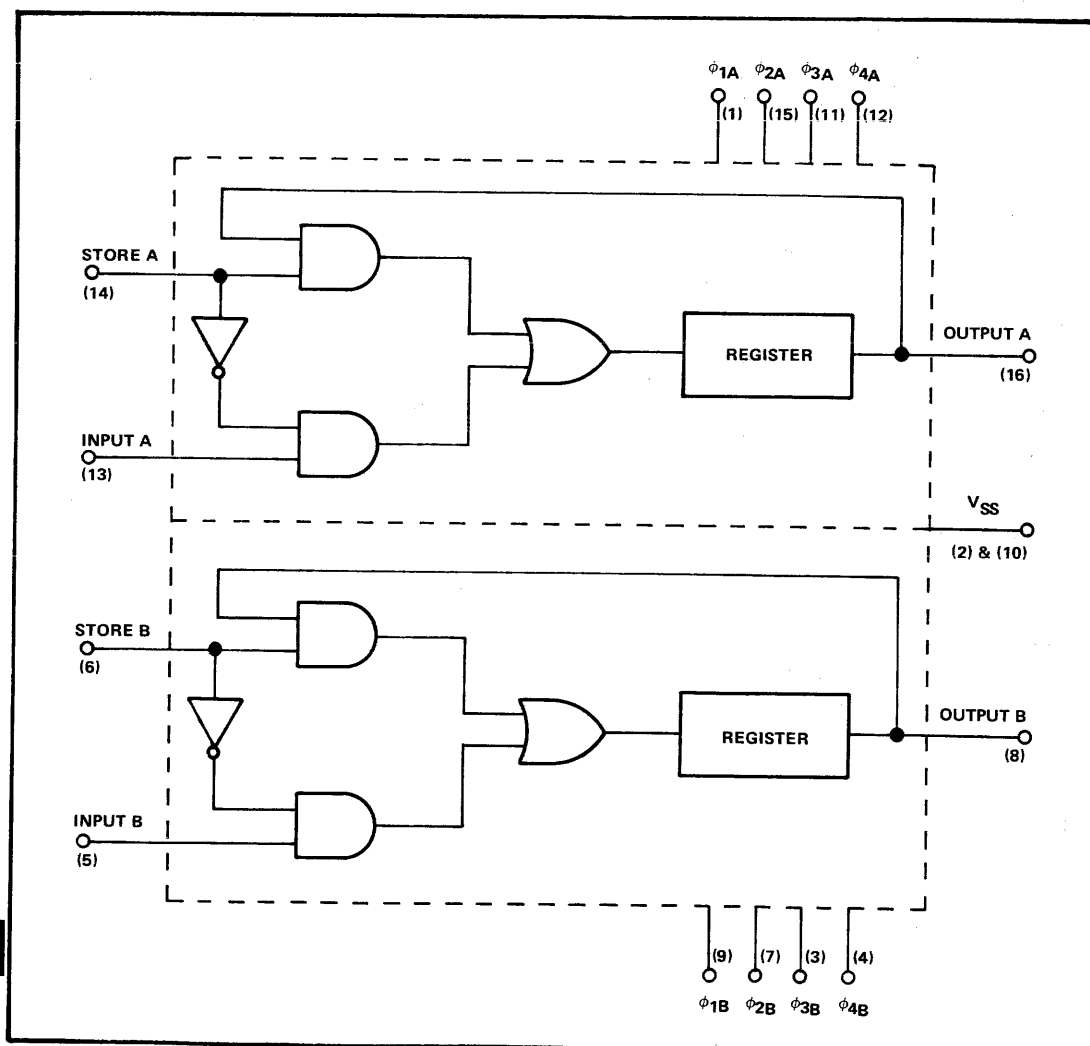 ϕ1A ϕ2A ϕ3A ϕ4A
(1) (15) (11) (12)
STORE A
(14)
INPUT A
(13)
REGISTER
OUTPUT A
(16)
VSS
(2) & (10)
STORE B
(6)
INPUT B
(5)
REGISTER
OUTPUT B
(8)
(9) (7) (3) (4)
ϕ1B ϕ2B ϕ3B ϕ4B